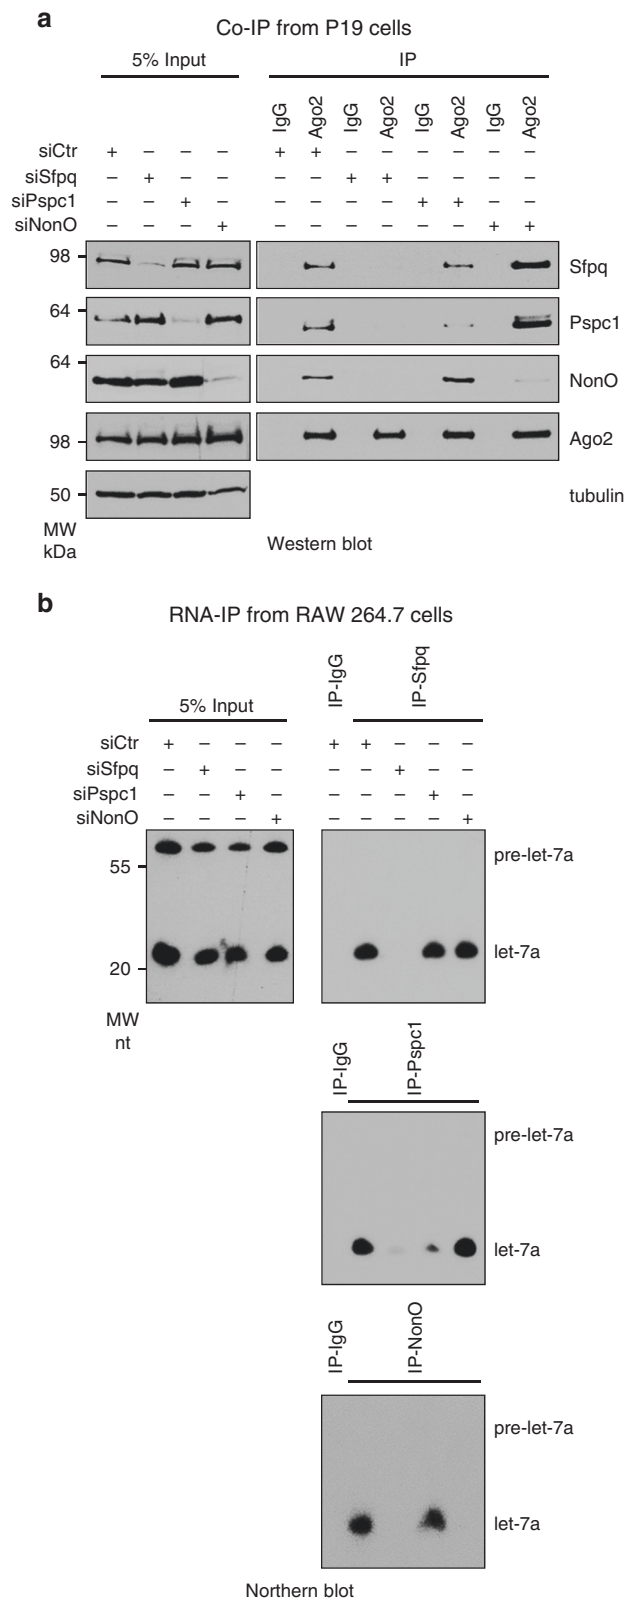 a
Co-IP from P19 cells
5% Input IP
IgG Ago2 IgG Ago2 IgG Ago2 IgG Ago2
siCtr + – – – + + – – – – – –
siSfpq – + – – – – + + – – – –
siPspc1 – – + – – – – – + + – –
siNonO – – – + – – – – – – + +
98 Sfpq
64 Pspc1
64 NonO
98 Ago2
50 tubulin
MW
kDa
Western blot
b
RNA-IP from RAW 264.7 cells
5% Input IP-IgG IP-Sfpq
siCtr + – – – + + – – –
siSfpq – + – – – – + – –
siPspc1 – – + – – – – + –
siNonO – – – + – – – – +
pre-let-7a
55
let-7a
20
MW
nt
IP-IgG IP-Pspc1
pre-let-7a
let-7a
IP-IgG IP-NonO
pre-let-7a
let-7a
Northern blot